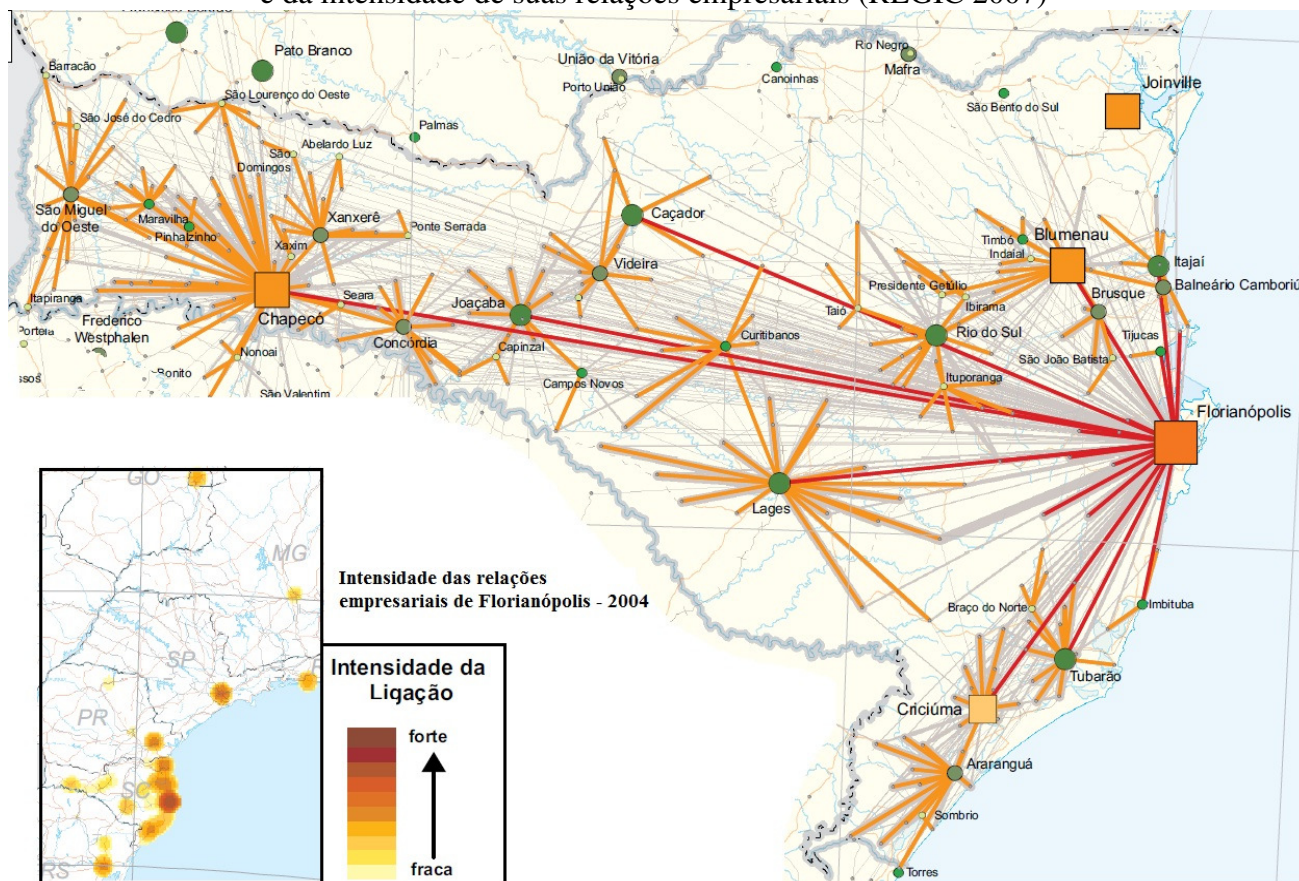 e da intensidade de suas relações empresariais (REGIC 2007)
Pato Branco
Barracão
São Lourenço do Oeste
São José do Cedro
Palmas
São
Domingos
Abelardo Luz
União da Vitória
Porto União
Canoinhas
Rio Negro
Mafra
São Bento do Sul
Joinville
São Miguel
do Oeste
Maravilha
Pinhalzinho
Xanxerê
Xaxim
Ponte Serrada
Caçador
Videira
Timbó
Indaial
Blumenau
Itajaí
Balneário Camboriú
Brusque
Presidente Getúlio
Ibirama
Taió
Rio do Sul
Tijucas
São João Batista
Ituporanga
Itapiranga
Chapecó
Seara
Concórdia
Joaçaba
Capinzal
Campos Novos
Curitibanos
Frederico
Westphalen
Portela
Nonoai
Bonito
São Valentim
Florianópolis
Lages
Braço do Norte
Imbituba
Tubarão
Criciúma
Araranguá
Sombrio
Torres
GO
MG
SP
PR
SC
RS
Intensidade das relações
empresariais de Florianópolis - 2004
Intensidade da
Ligação
forte
fraca